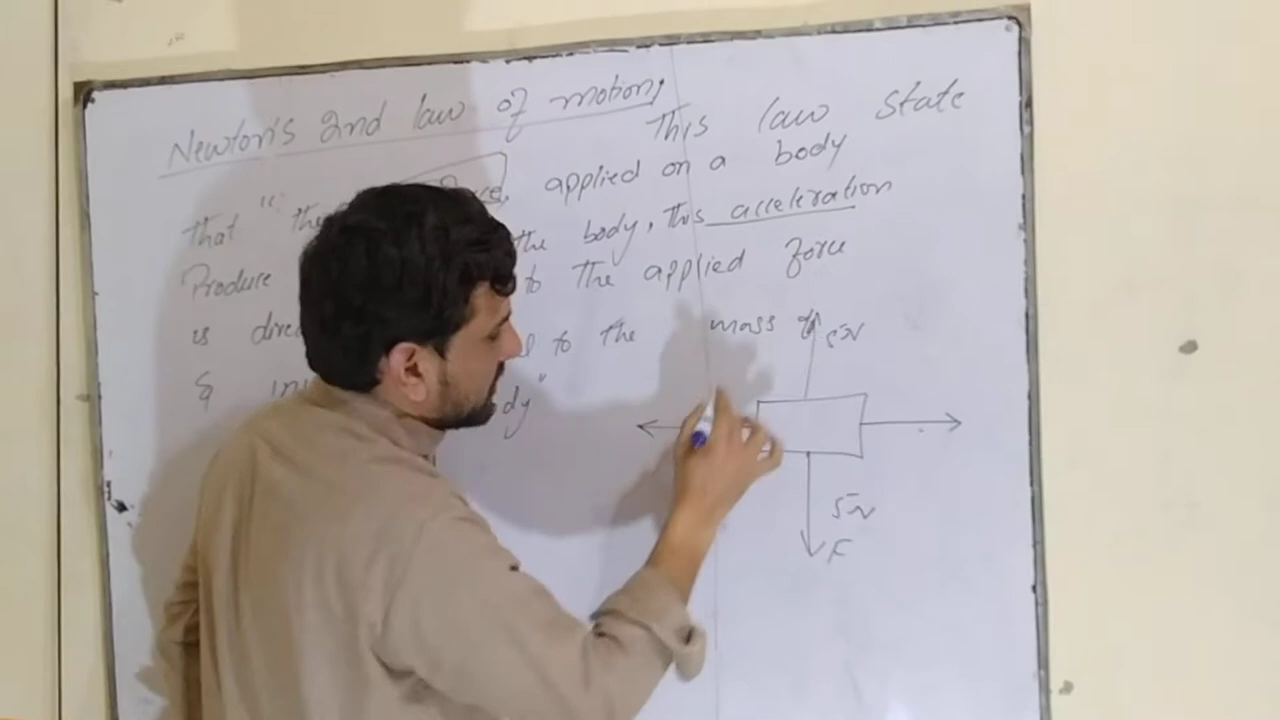 Newton's 2nd law of motion,
This law state
that "the applied on a body
Produce the body, this acceleration
is to the applied force
& to the mass of
5N
5N
F